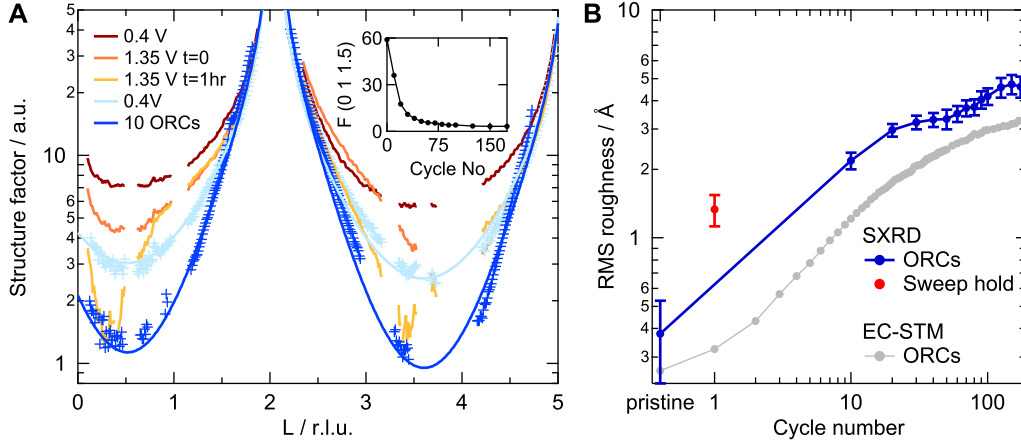 A
Structure factor / a.u.
5
4
3
2
10
6
5
4
3
2
1
0.4 V
1.35 V t=0
1.35 V t=1hr
0.4V
10 ORCs
F (0 1 1.5)
60
30
0
0 75 150
Cycle No
0 1 2 3 4 5
L / r.l.u.
B
RMS roughness / Å
10
6
5
4
3
2
1
6
5
4
3
SXRD
ORCs
Sweep hold
EC-STM
ORCs
pristine 1 10 100
Cycle number